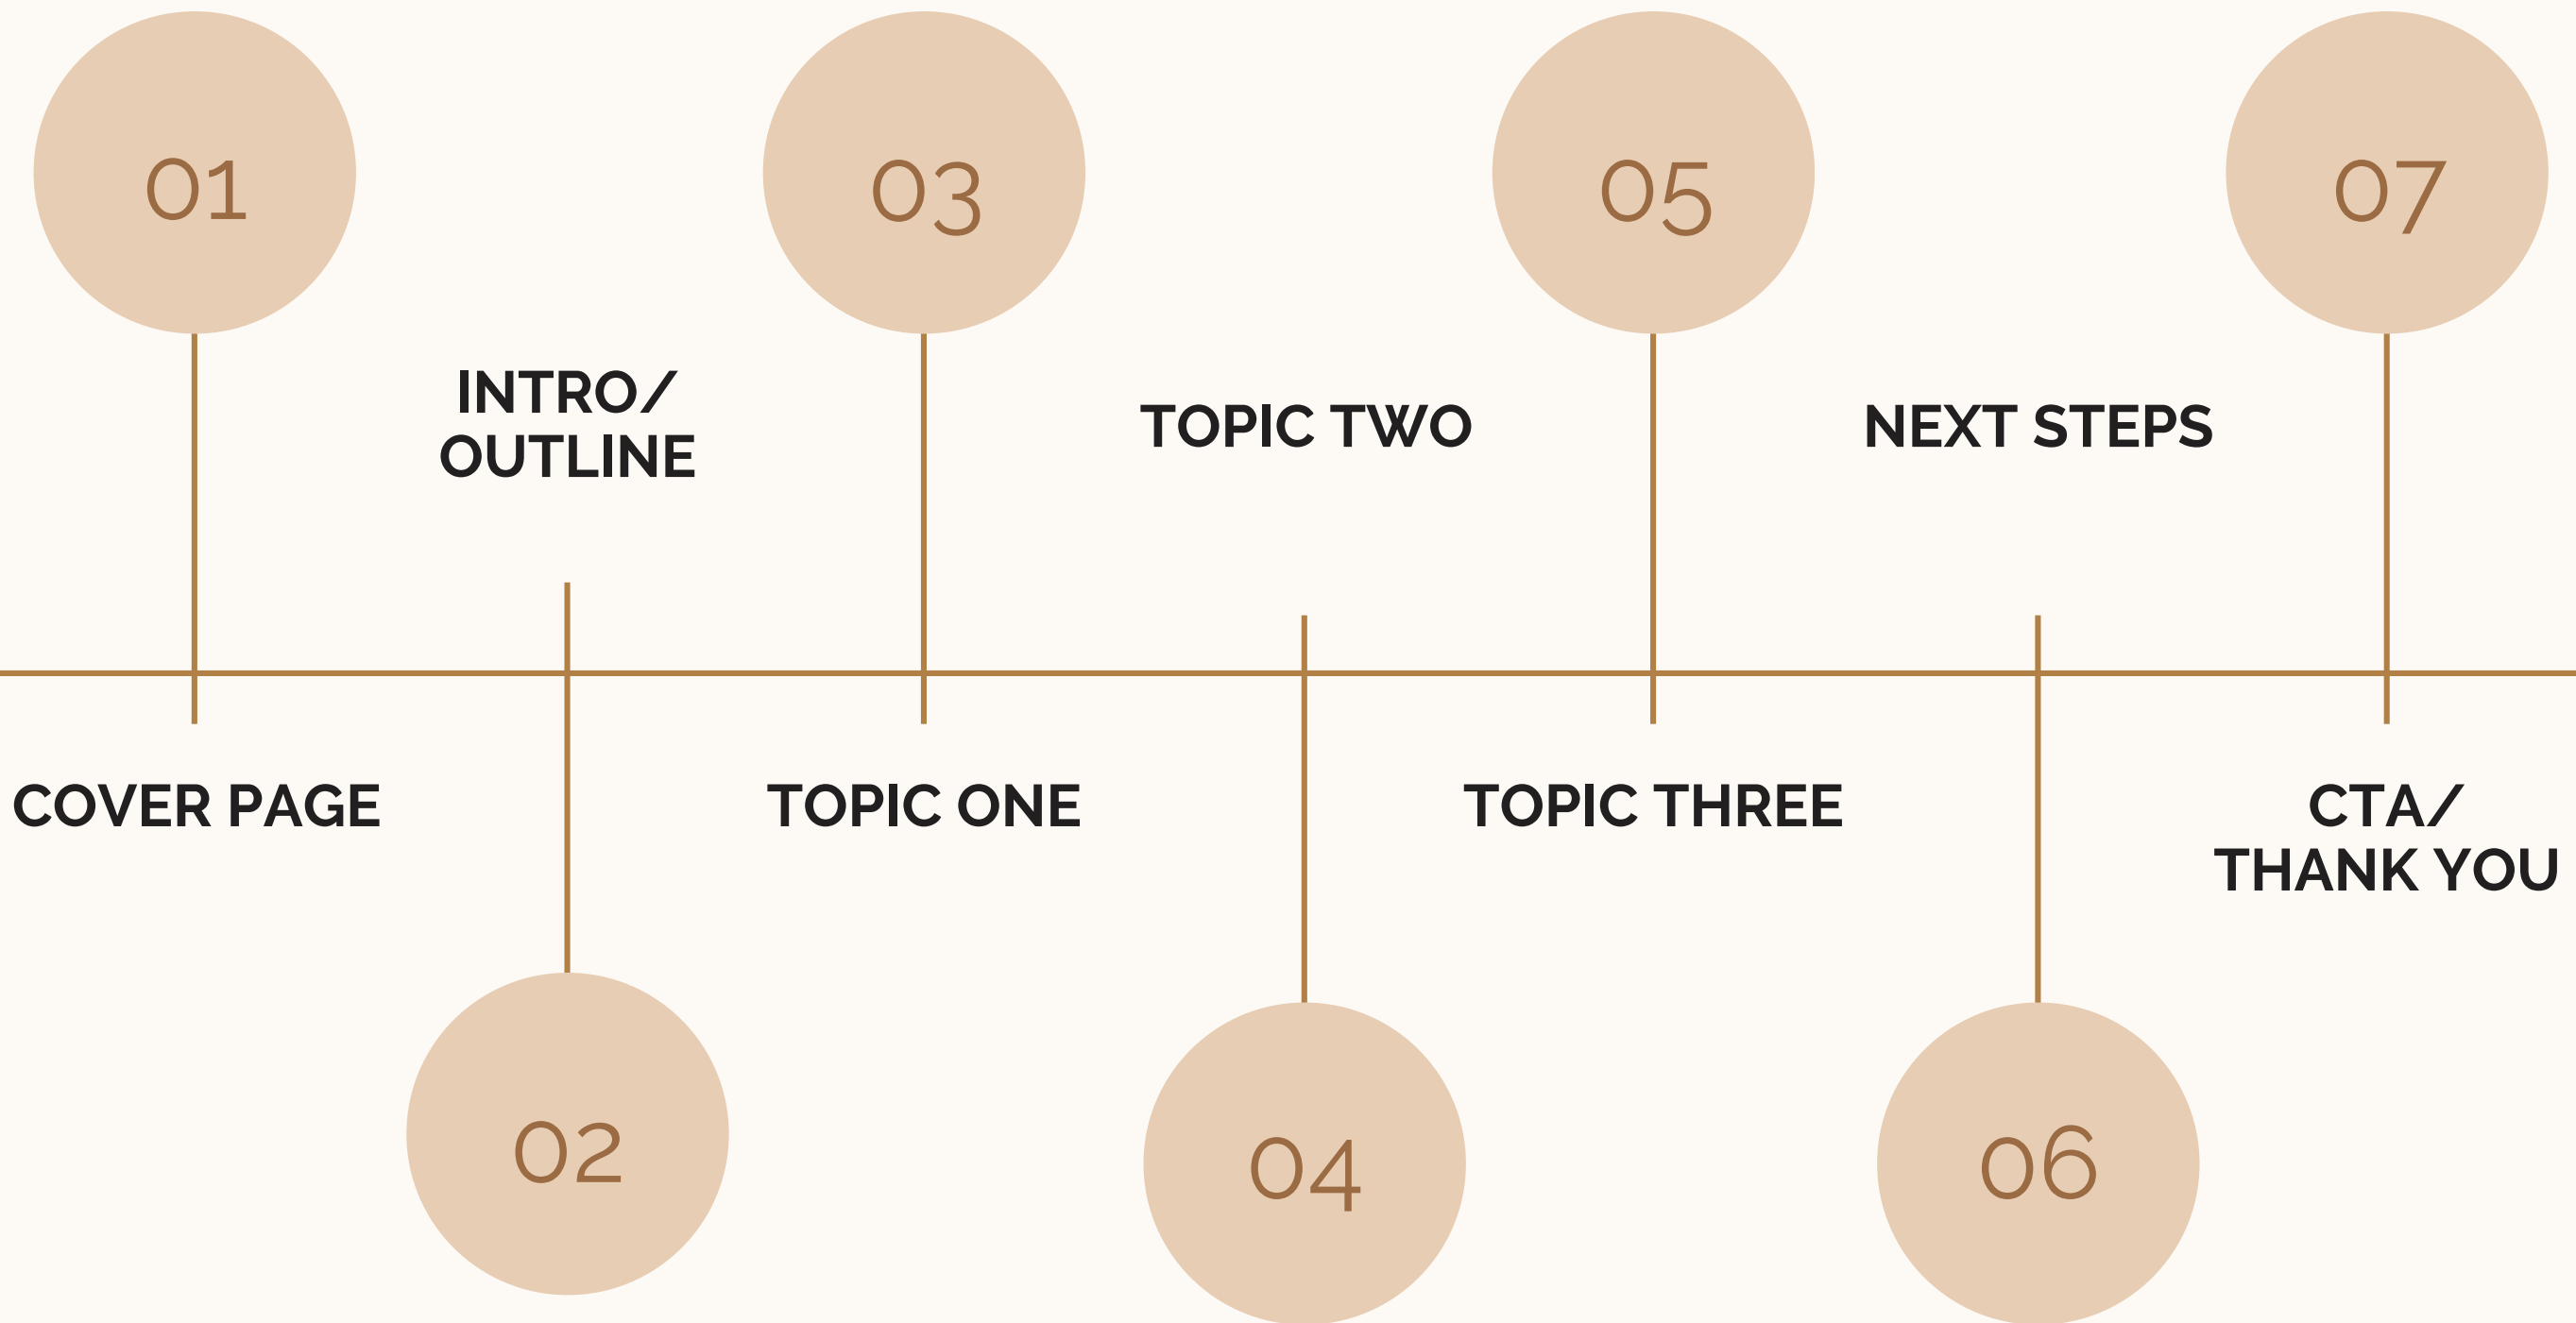 01
COVER PAGE
02
INTRO/
OUTLINE
03
TOPIC ONE
04
TOPIC TWO
05
TOPIC THREE
06
NEXT STEPS
07
CTA/
THANK YOU